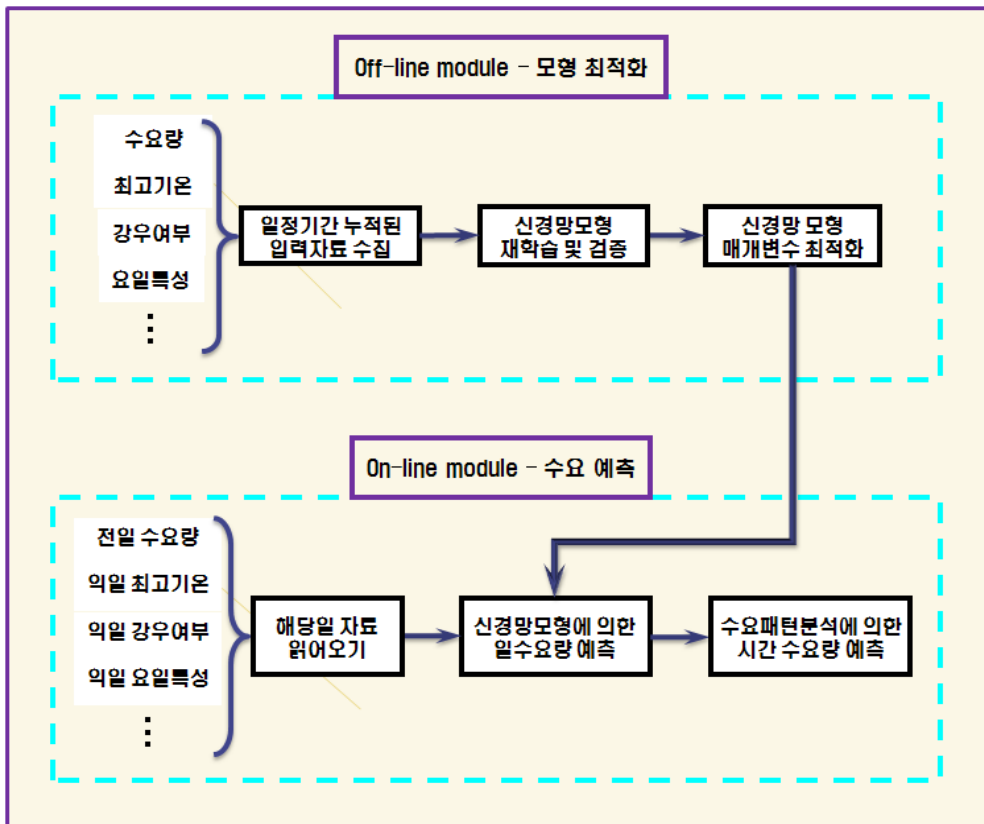 Off-line module - 모형 최적화
수요량
최고기온
강우여부
요일특성
⋮
일정기간 누적된
입력자료 수집
신경망모형
재학습 및 검증
신경망 모형
매개변수 최적화
On-line module - 수요 예측
전일 수요량
익일 최고기온
익일 강우여부
익일 요일특성
⋮
해당일 자료
읽어오기
신경망모형에 의한
일수요량 예측
수요패턴분석에 의한
시간 수요량 예측